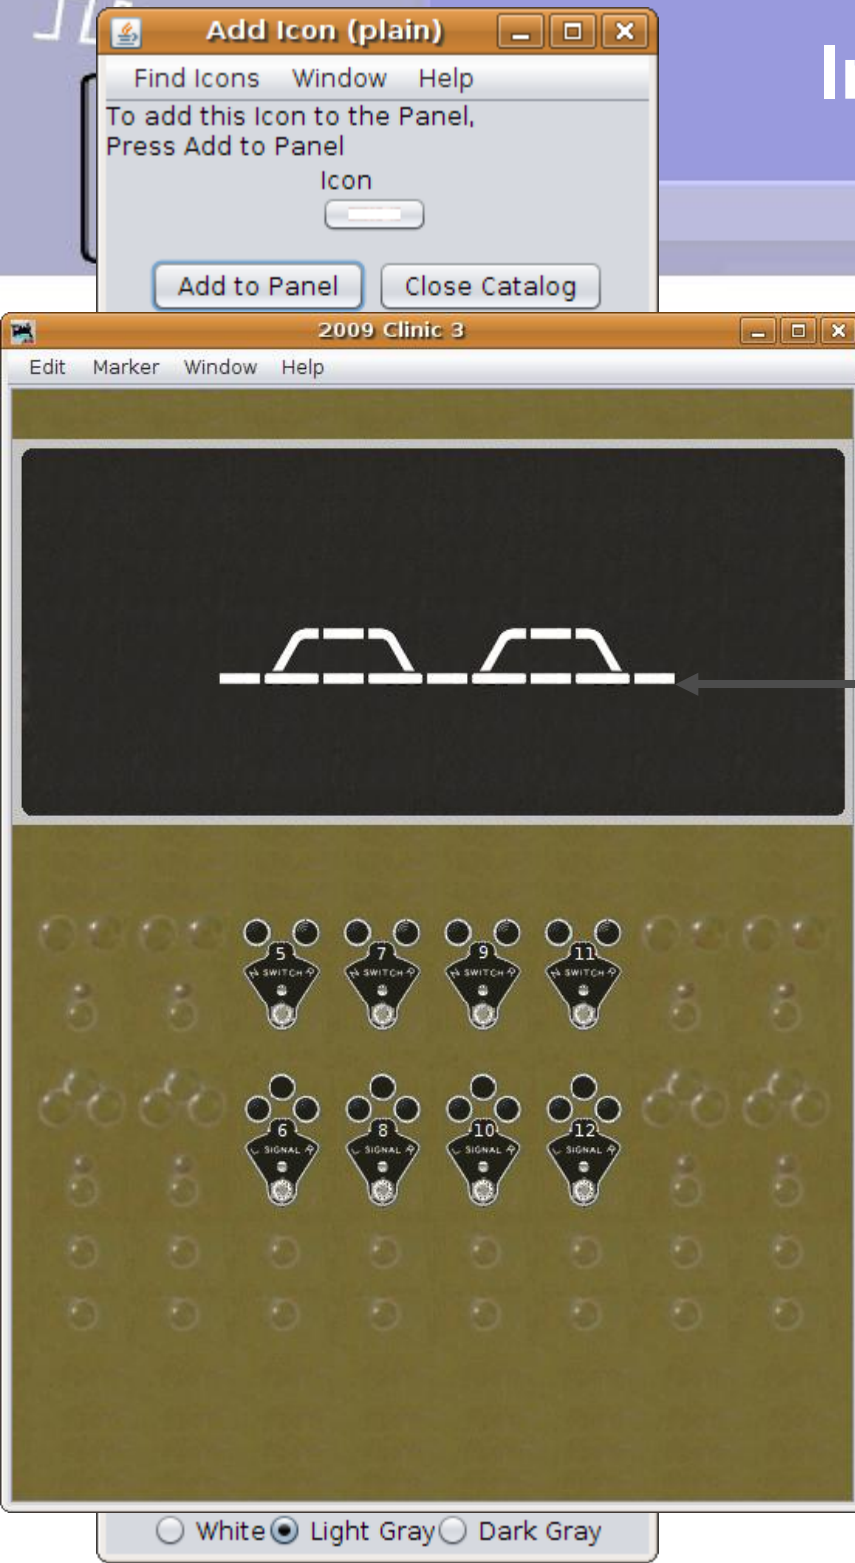 Add Icon (plain)
In
Find Icons Window Help
To add this Icon to the Panel,
Press Add to Panel
Icon
Add to Panel Close Catalog
2009 Clinic 3
Edit Marker Window Help
5 7 9 11
N SWITCH R N SWITCH R N SWITCH R N SWITCH R
6 8 10 12
L SIGNAL R L SIGNAL R L SIGNAL R L SIGNAL R
White Light Gray Dark Gray